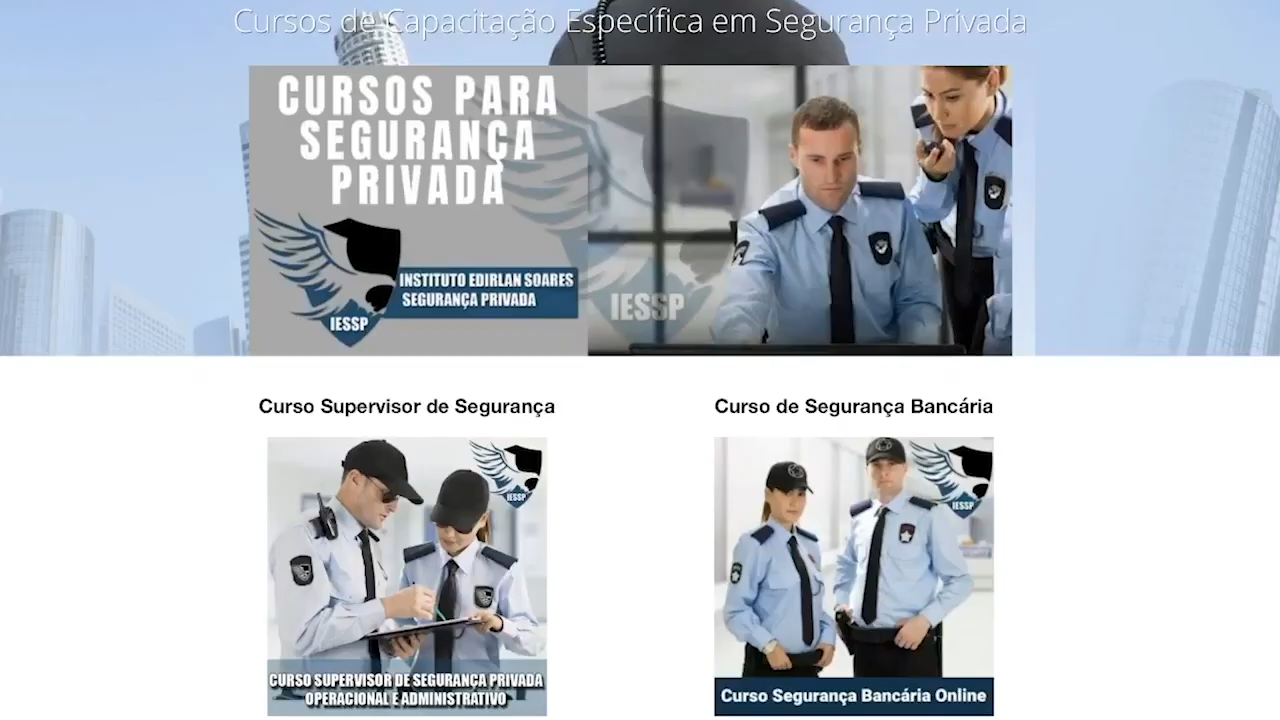 Cursos de Capacitação Específica em Segurança Privada
CURSOS PARA
SEGURANÇA
PRIVADA
INSTITUTO EDIRLAN SOARES
SEGURANÇA PRIVADA
IESSP
IESSP
Curso Supervisor de Segurança
Curso de Segurança Bancária
IESSP
IESSP
CURSO SUPERVISOR DE SEGURANÇA PRIVADA
OPERACIONAL E ADMINISTRATIVO
Curso Segurança Bancária Online